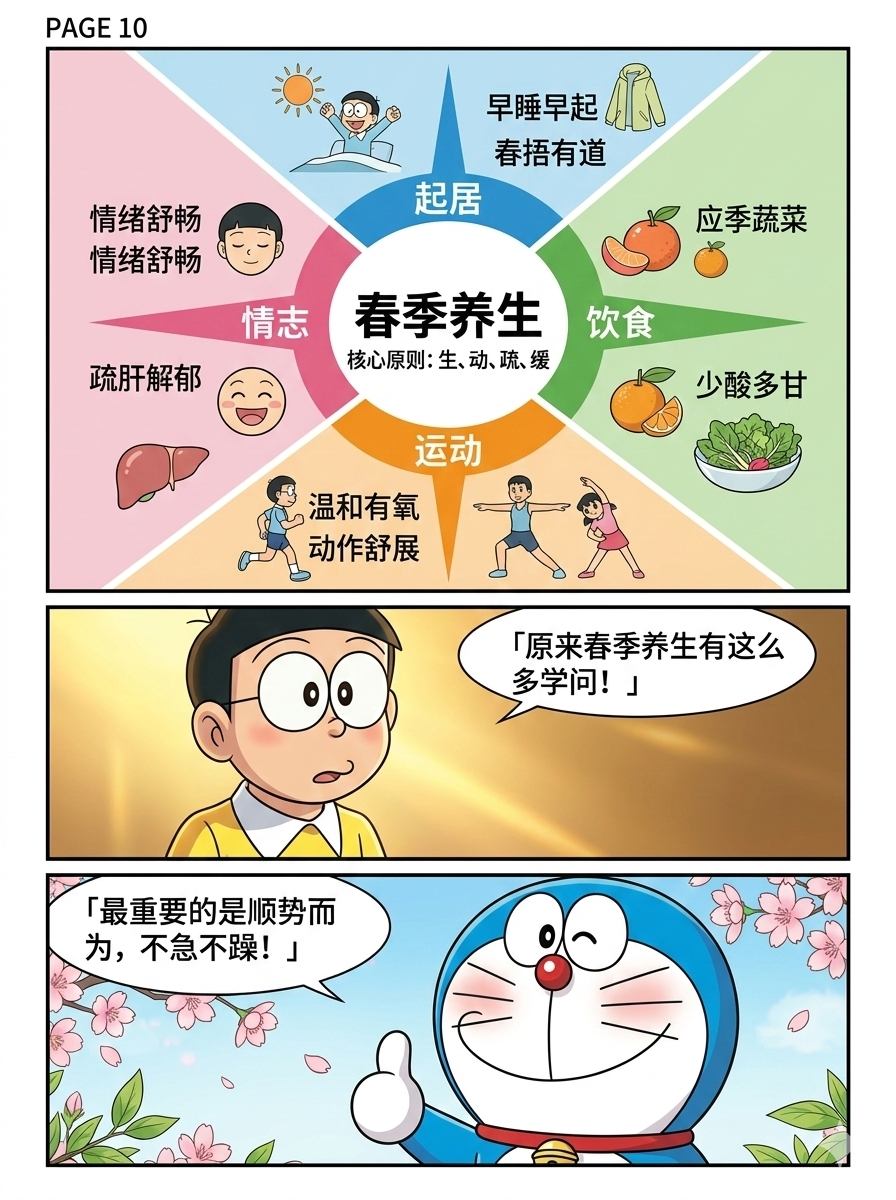 PAGE 10
早睡早起
春捂有道
起居
情绪舒畅
情绪舒畅
应季蔬菜
情志
春季养生
饮食
核心原则：生、动、疏、缓
疏肝解郁
少酸多甘
运动
温和有氧
动作舒展
「原来春季养生有这么
多学问！」
「最重要的是顺势而
为，不急不躁！」